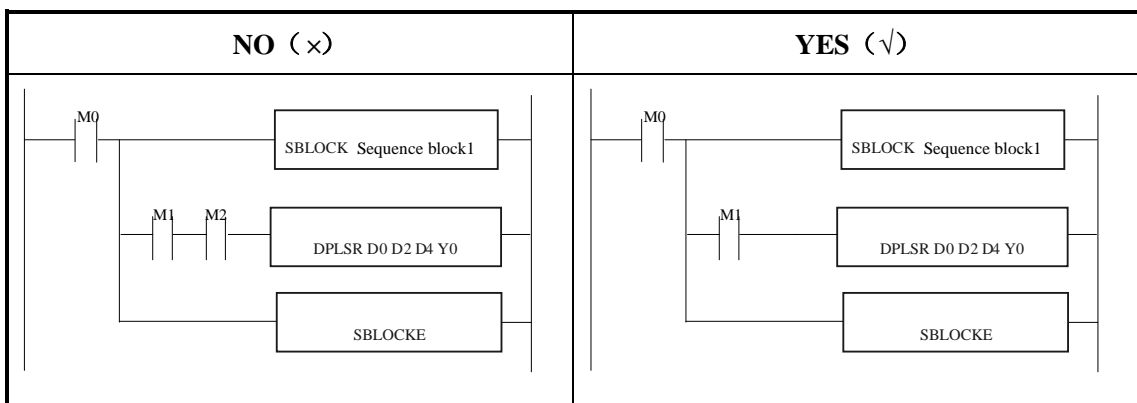 NO（×）
YES（√）
M0
SBLOCK Sequence block1
M1 M2
DPLSR D0 D2 D4 Y0
SBLOCKE
M0
SBLOCK Sequence block1
M1
DPLSR D0 D2 D4 Y0
SBLOCKE